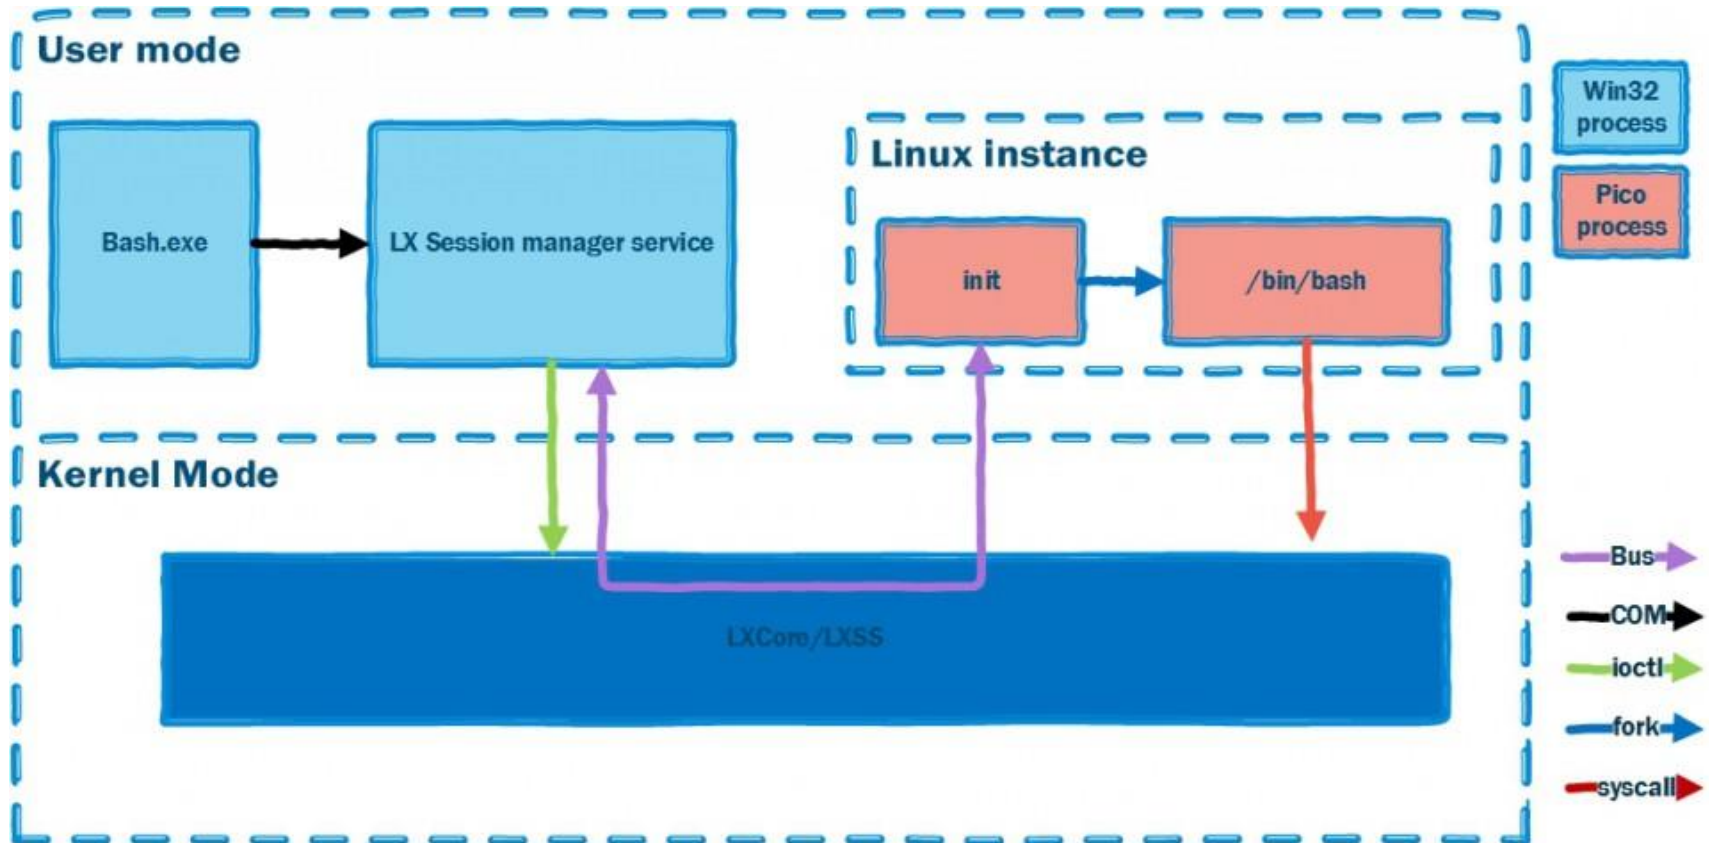 User mode
Bash.exe
LX Session manager service
Linux instance
init
/bin/bash
Win32
process
Pico
process
Kernel Mode
LXCore/LXSS
Bus
COM
ioctl
fork
syscall